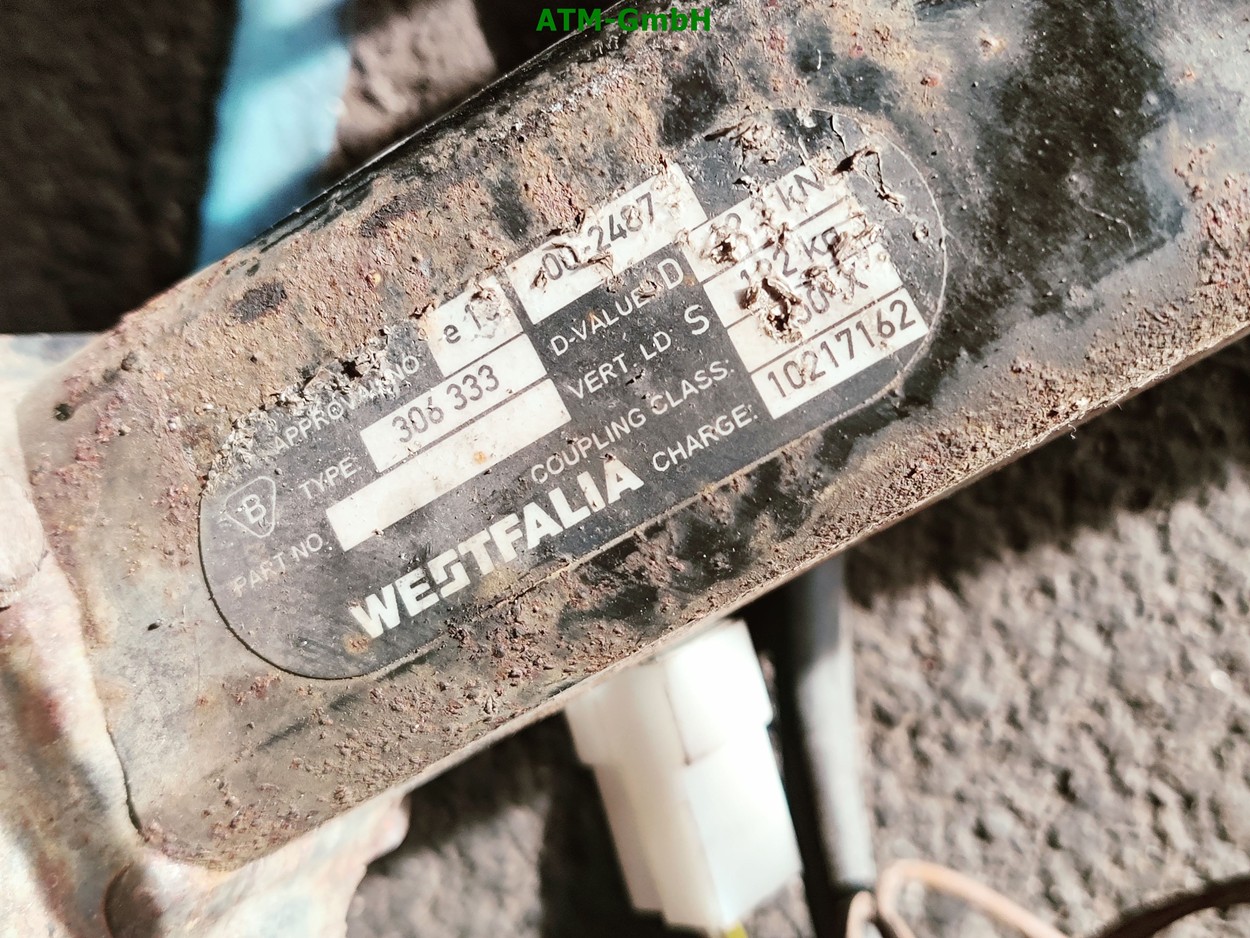 ATM-GmbH
APPROVAL NO. e 13 00-2487
TYPE: 306 333
PART NO.:
D-VALUE: D kN
VERT. LD. S kg
COUPLING CLASS.: X
CHARGE: 10217162
B
WESTFALIA